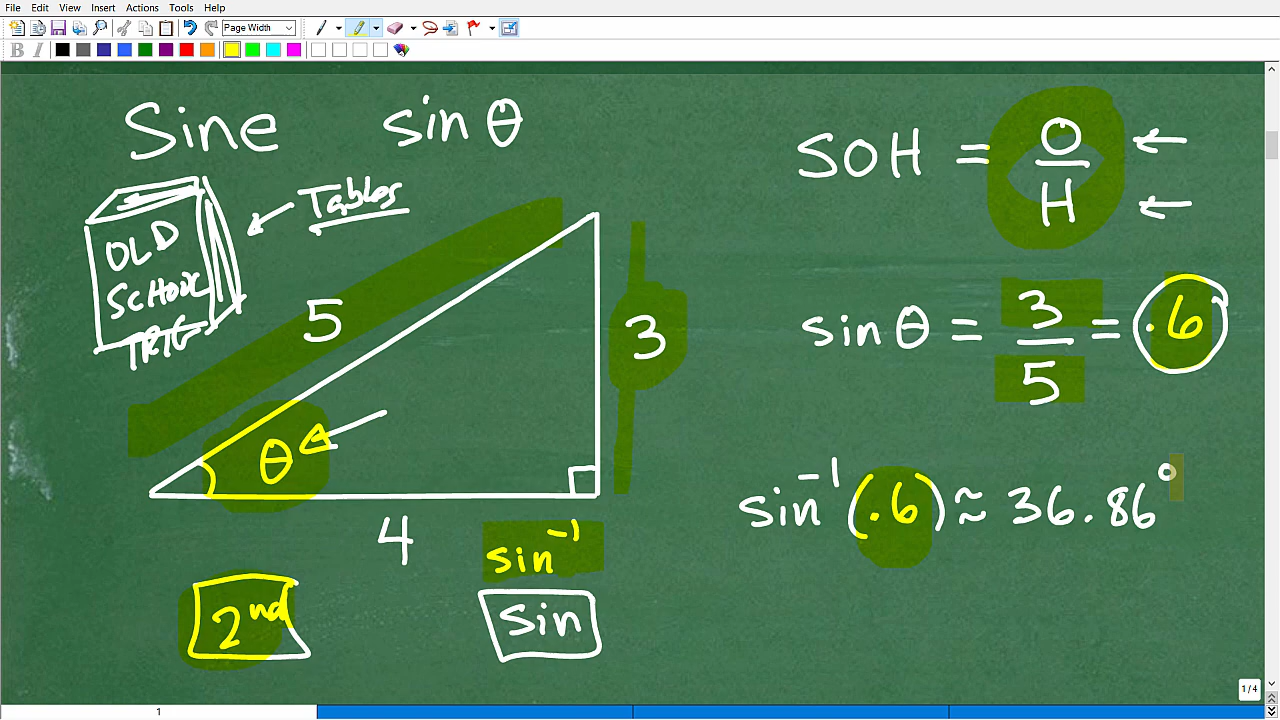 File Edit View Insert Actions Tools Help
Page Width
B I
Sine sin θ
SOH = O/H
Tables
OLD
SCHOOL
TRIG
5
3
sin θ = 3/5 = .6
θ
4
sin⁻¹
sin⁻¹(.6) ≈ 36.86°
2nd
sin
1/4
1